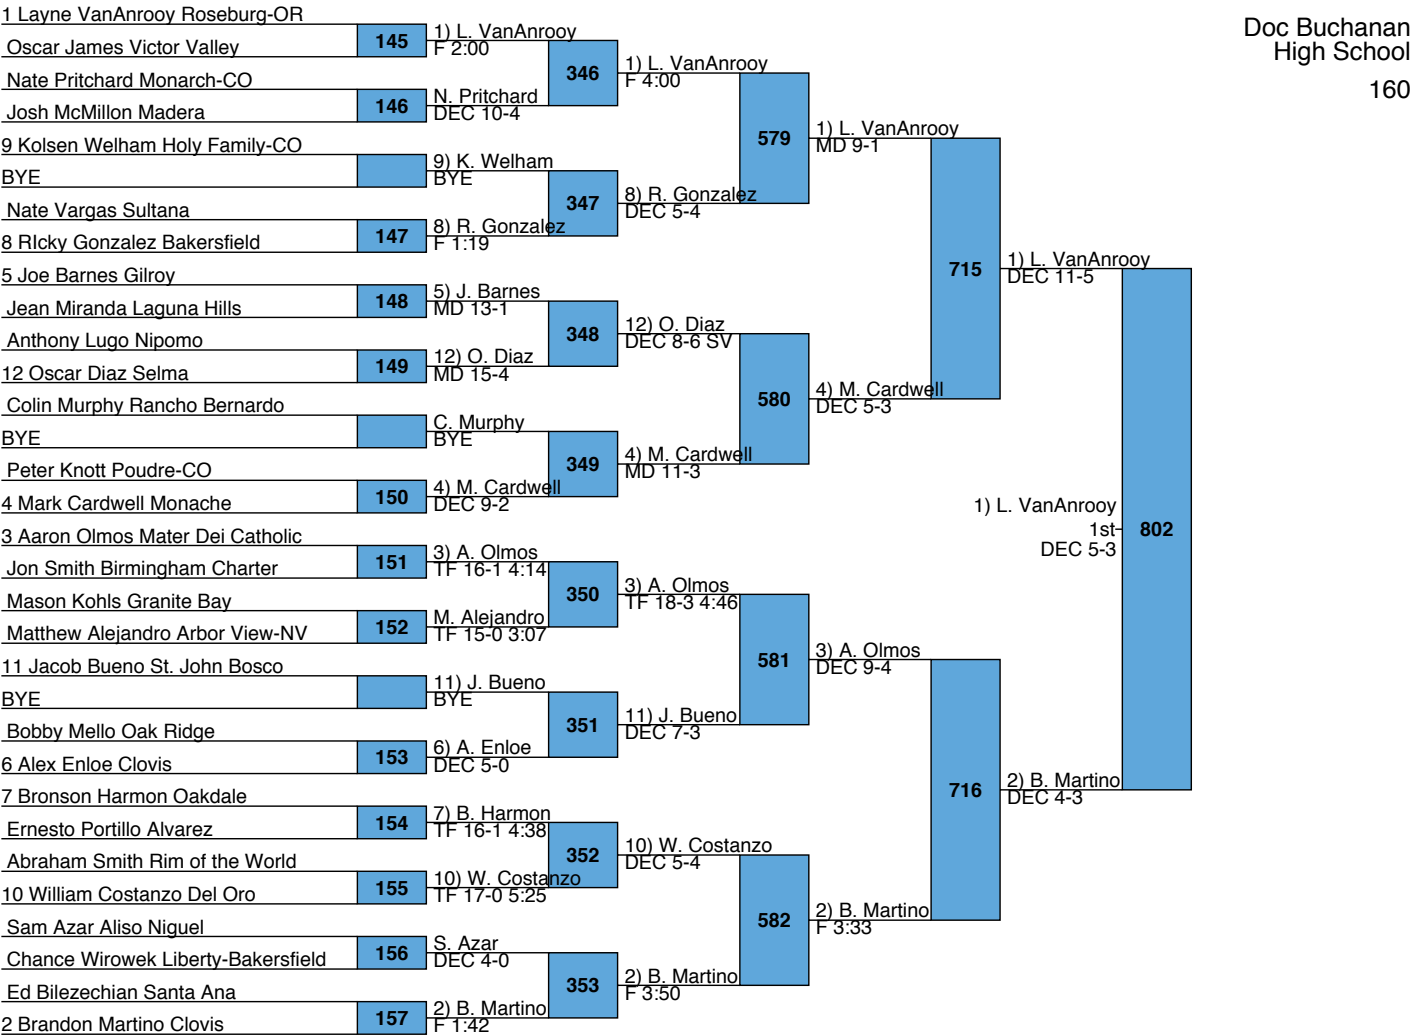 Doc Buchanan
High School
160
1 Layne VanAnrooy Roseburg-OR
Oscar James Victor Valley
Nate Pritchard Monarch-CO
Josh McMillon Madera
9 Kolsen Welham Holy Family-CO
BYE
Nate Vargas Sultana
8 RIcky Gonzalez Bakersfield
5 Joe Barnes Gilroy
Jean Miranda Laguna Hills
Anthony Lugo Nipomo
12 Oscar Diaz Selma
Colin Murphy Rancho Bernardo
BYE
Peter Knott Poudre-CO
4 Mark Cardwell Monache
3 Aaron Olmos Mater Dei Catholic
Jon Smith Birmingham Charter
Mason Kohls Granite Bay
Matthew Alejandro Arbor View-NV
11 Jacob Bueno St. John Bosco
BYE
Bobby Mello Oak Ridge
6 Alex Enloe Clovis
7 Bronson Harmon Oakdale
Ernesto Portillo Alvarez
Abraham Smith Rim of the World
10 William Costanzo Del Oro
Sam Azar Aliso Niguel
Chance Wirowek Liberty-Bakersfield
Ed Bilezechian Santa Ana
2 Brandon Martino Clovis
145
146
147
148
149
150
151
152
153
154
155
156
157
1) L. VanAnrooy
F 2:00
N. Pritchard
DEC 10-4
9) K. Welham
BYE
8) R. Gonzalez
F 1:19
5) J. Barnes
MD 13-1
12) O. Diaz
MD 15-4
C. Murphy
BYE
4) M. Cardwell
DEC 9-2
3) A. Olmos
TF 16-1 4:14
M. Alejandro
TF 15-0 3:07
11) J. Bueno
BYE
6) A. Enloe
DEC 5-0
7) B. Harmon
TF 16-1 4:38
10) W. Costanzo
TF 17-0 5:25
S. Azar
DEC 4-0
2) B. Martino
F 1:42
346
347
348
349
350
351
352
353
1) L. VanAnrooy
F 4:00
8) R. Gonzalez
DEC 5-4
12) O. Diaz
DEC 8-6 SV
4) M. Cardwell
MD 11-3
3) A. Olmos
TF 18-3 4:46
11) J. Bueno
DEC 7-3
10) W. Costanzo
DEC 5-4
2) B. Martino
F 3:50
579
580
581
582
1) L. VanAnrooy
MD 9-1
4) M. Cardwell
DEC 5-3
3) A. Olmos
DEC 9-4
2) B. Martino
F 3:33
715
716
1) L. VanAnrooy
DEC 11-5
2) B. Martino
DEC 4-3
802
1) L. VanAnrooy
1st
DEC 5-3